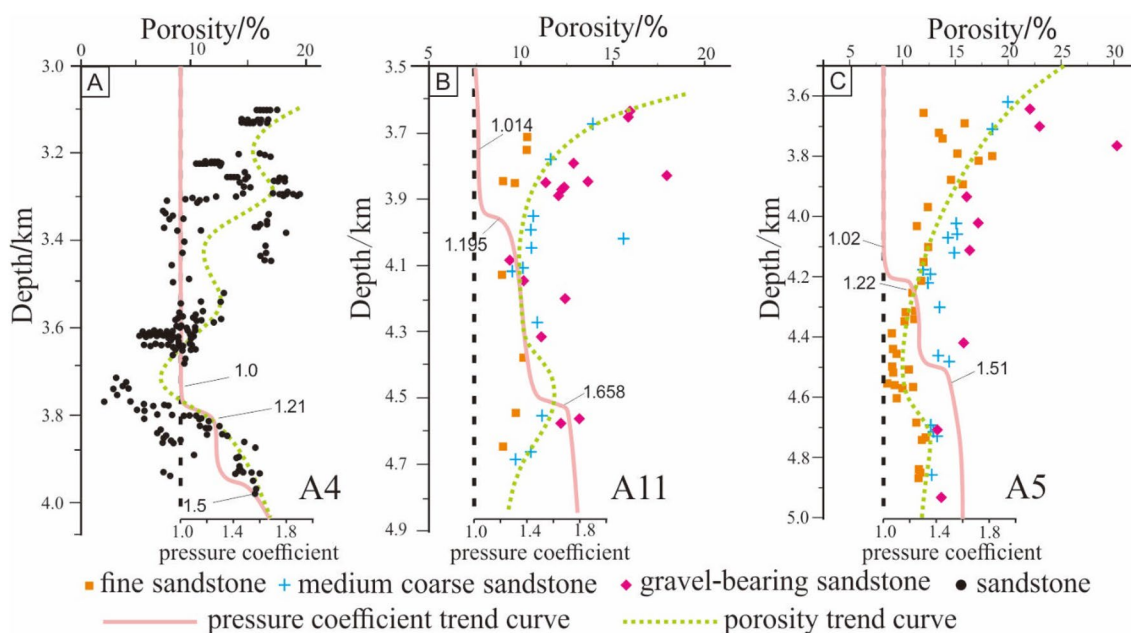 Porosity/%
0 10 20
A
Depth/km
3.0
3.2
3.4
3.6
3.8
4.0
1.0
1.21
1.5
A4
1.0 1.4 1.8
pressure coefficient
Porosity/%
5 10 15 20
B
Depth/km
3.5
3.7
3.9
4.1
4.3
4.5
4.7
4.9
1.014
1.195
1.658
A11
1.0 1.4 1.8
pressure coefficient
Porosity/%
5 10 15 20 25 30
C
Depth/km
3.6
3.8
4.0
4.2
4.4
4.6
4.8
5.0
1.02
1.22
1.51
A5
1.0 1.4 1.8
pressure coefficient
fine sandstone medium coarse sandstone gravel-bearing sandstone sandstone
pressure coefficient trend curve porosity trend curve